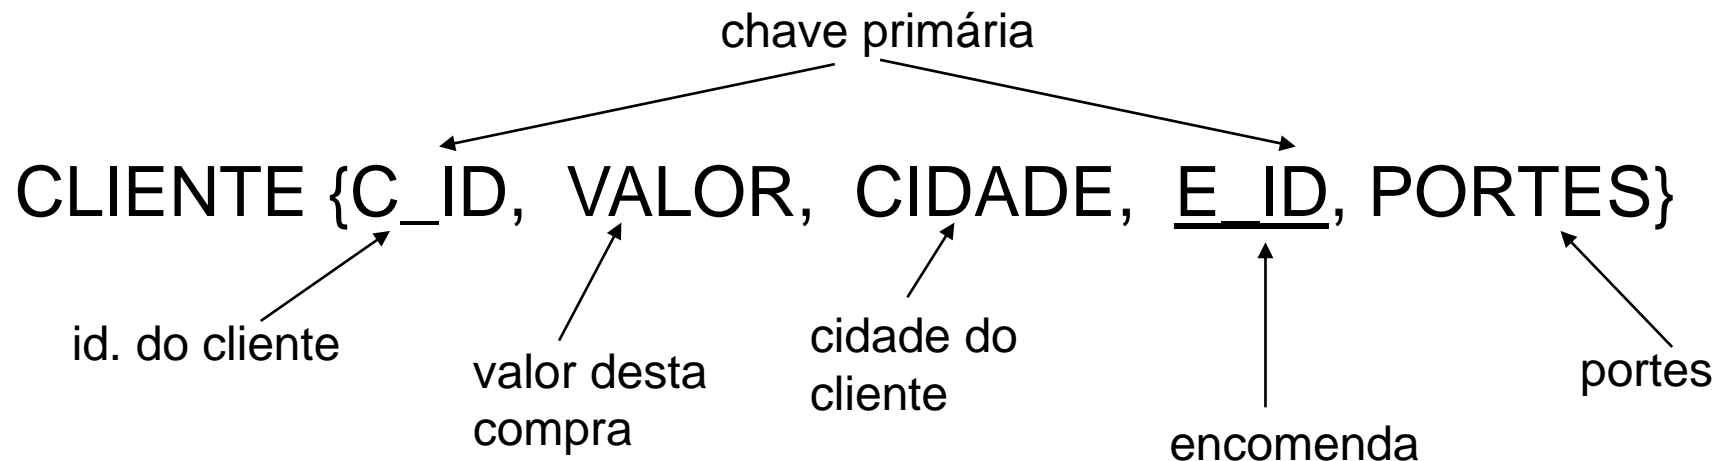 chave primária
CLIENTE {C_ID, VALOR, CIDADE, E_ID, PORTES}
id. do cliente
valor desta
compra
cidade do
cliente
encomenda
portes